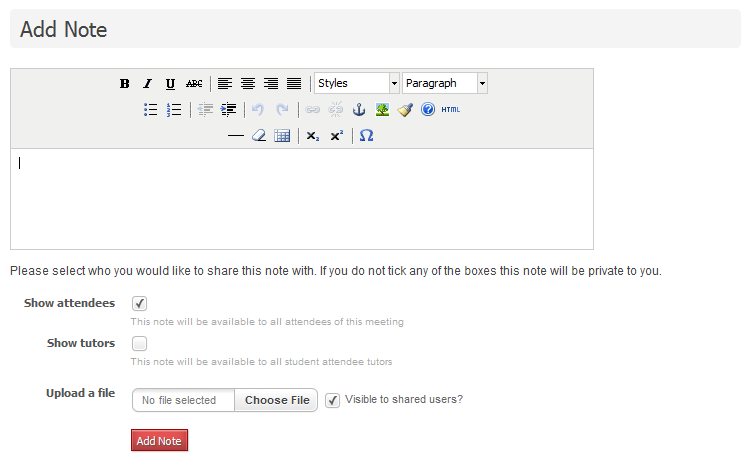 Add Note
B I U ABC Styles Paragraph
HTML
x₂ x² Ω
Please select who you would like to share this note with. If you do not tick any of the boxes this note will be private to you.
Show attendees
This note will be available to all attendees of this meeting
Show tutors
This note will be available to all student attendee tutors
Upload a file No file selected Choose File Visible to shared users?
Add Note